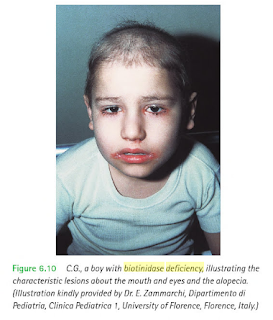 Figure 6.10 C.G., a boy with biotinidase deficiency, illustrating the
characteristic lesions about the mouth and eyes and the alopecia.
(Illustration kindly provided by Dr. E. Zammarchi, Dipartimento di
Pediatria, Clinica Pediatrica 1, University of Florence, Florence, Italy.)